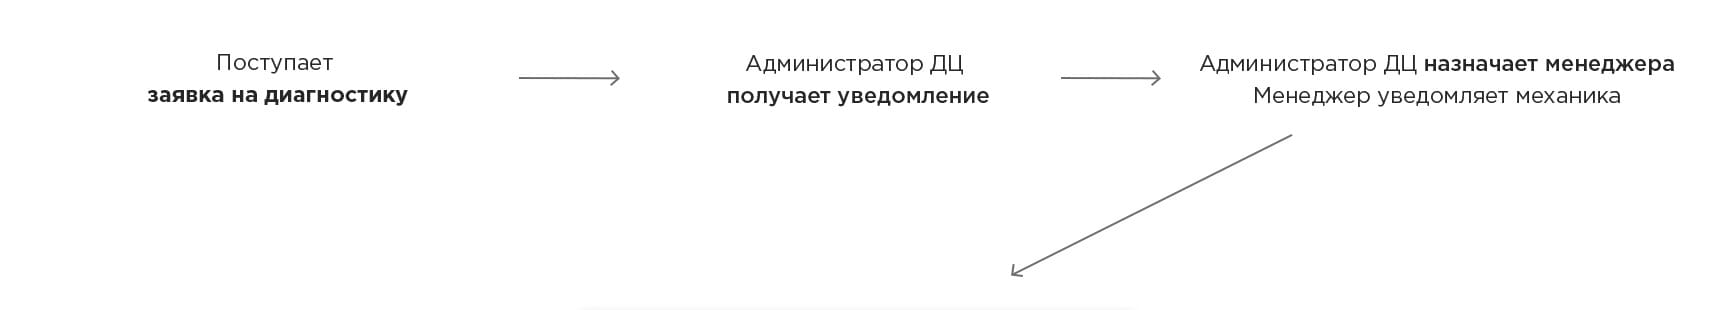 Поступает
заявка на диагностику
Администратор ДЦ
получает уведомление
Администратор ДЦ назначает менеджера
Менеджер уведомляет механика